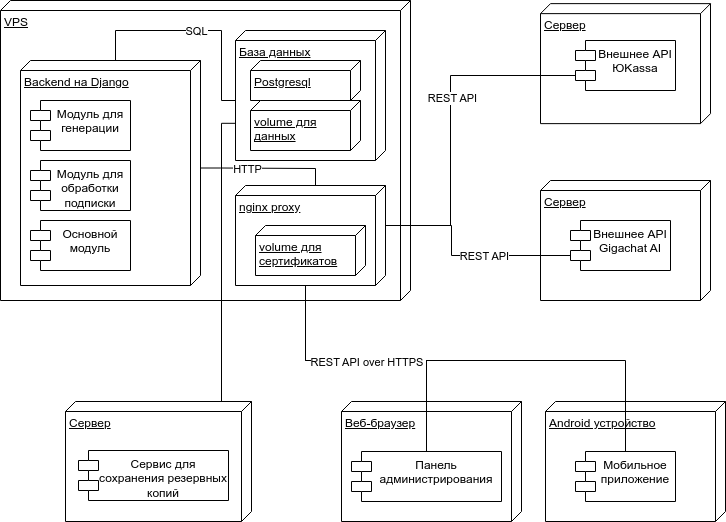 VPS
SQL
База данных
Postgresql
volume для
данных
Backend на Django
Модуль для
генерации
Модуль для
обработки
подписки
Основной
модуль
HTTP
nginx proxy
volume для
сертификатов
Сервер
Внешнее API
ЮKassa
REST API
Сервер
Внешнее API
Gigachat AI
REST API
REST API over HTTPS
Сервер
Сервис для
сохранения резервных
копий
Веб-браузер
Панель
администрирования
Android устройство
Мобильное
приложение